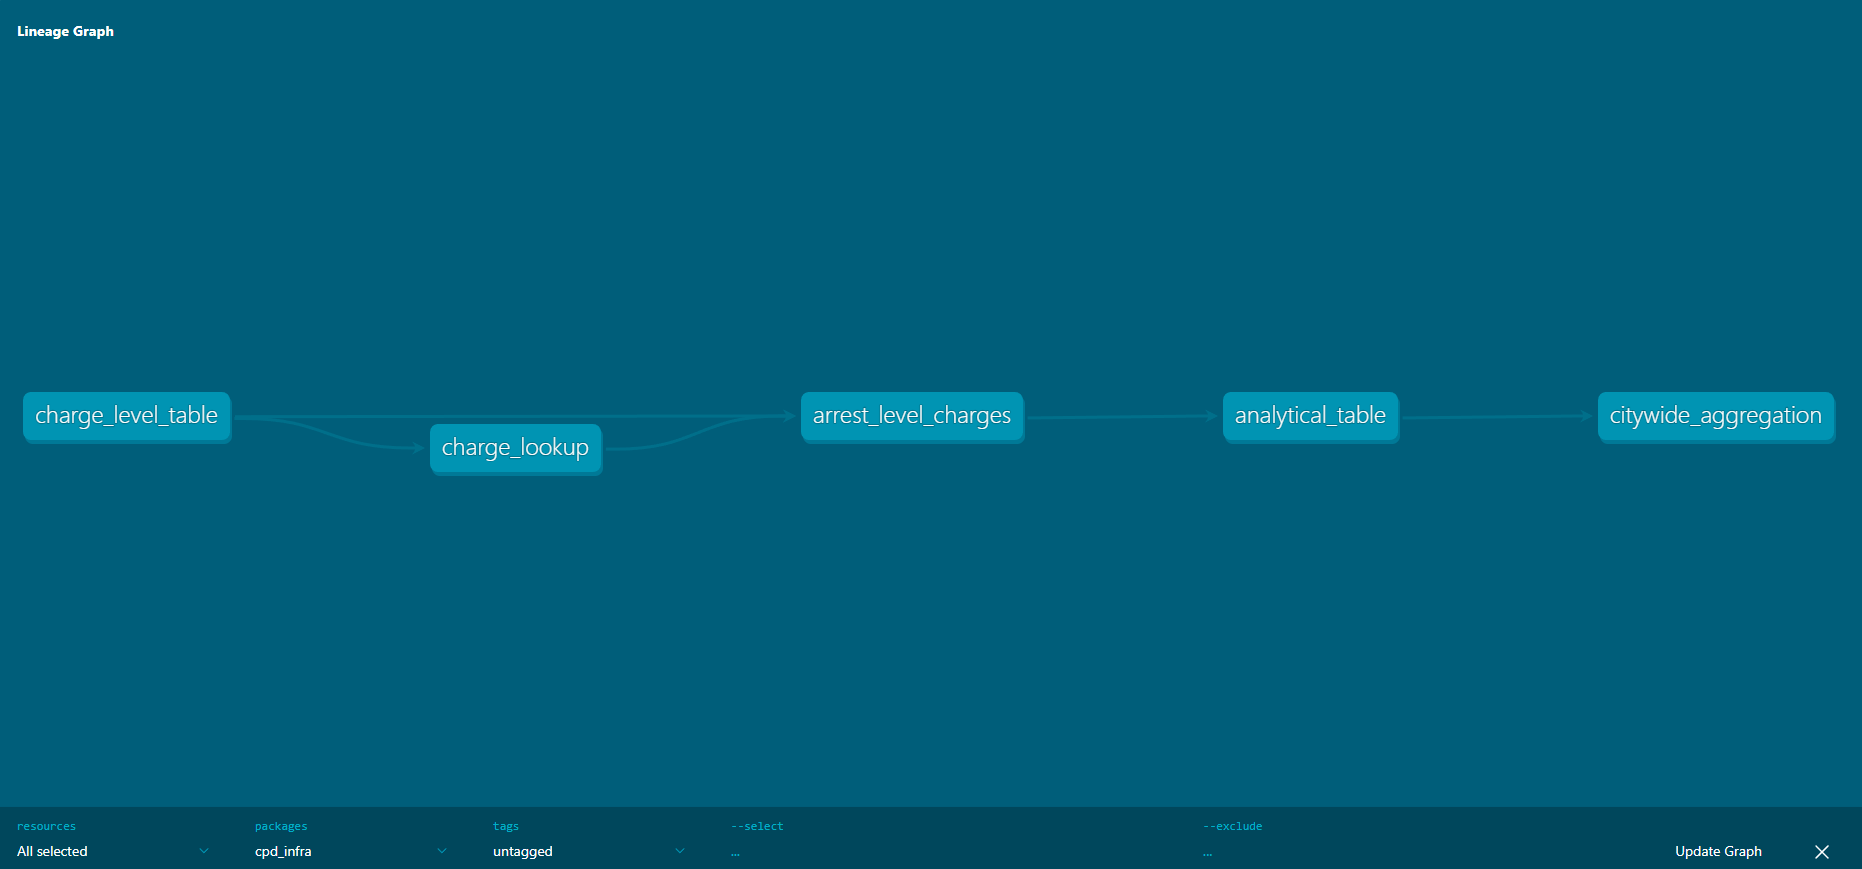 Lineage Graph
charge_level_table
charge_lookup
arrest_level_charges
analytical_table
citywide_aggregation
resources
All selected
packages
cpd_infra
tags
untagged
--select
...
--exclude
...
Update Graph